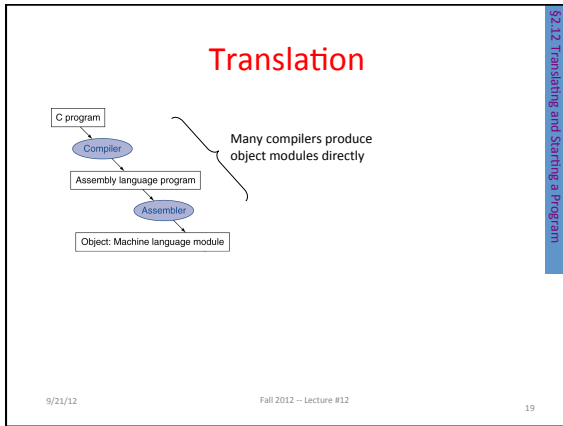 Translation
§2.12 Translating and Starting a Program
C program
Compiler
Assembly language program
Assembler
Object: Machine language module
Many compilers produce
object modules directly
9/21/12
Fall 2012 -- Lecture #12
19